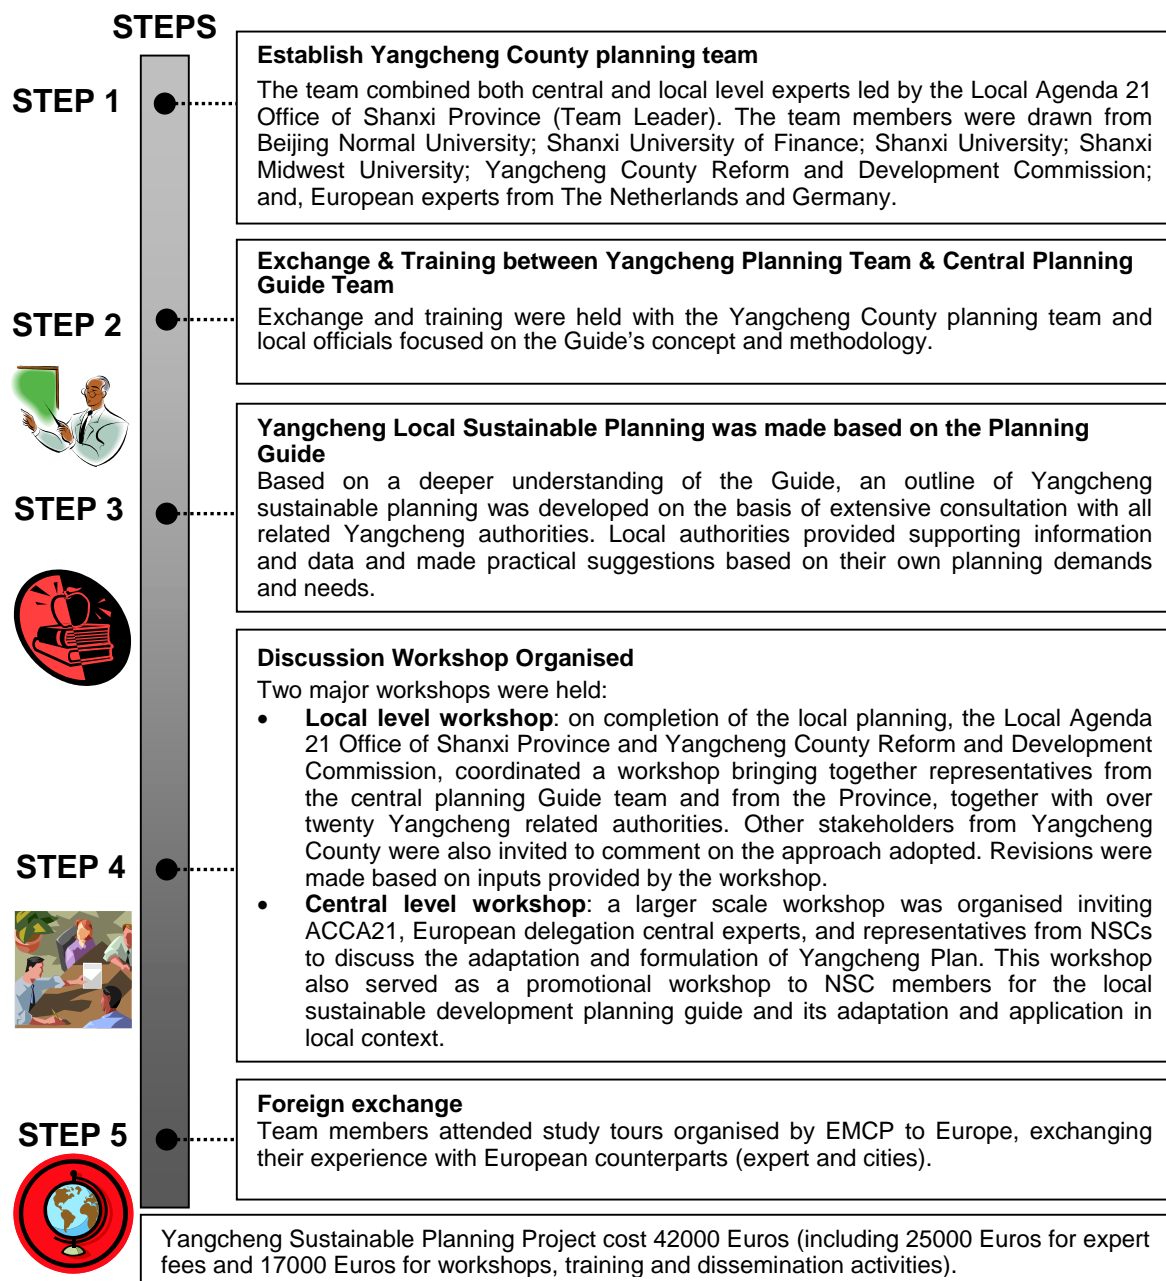 STEPS
STEP 1
Establish Yangcheng County planning team
The team combined both central and local level experts led by the Local Agenda
21 Office of Shanxi Province (Team Leader). The team members were drawn from
Beijing Normal University; Shanxi University of Finance; Shanxi University; Shanxi
Midwest University; Yangcheng County Reform and Development Commission;
and, European experts from The Netherlands and Germany.
STEP 2
Exchange & Training between Yangcheng Planning Team & Central Planning
Guide Team
Exchange and training were held with the Yangcheng County planning team and
local officials focused on the Guide's concept and methodology.
STEP 3
Yangcheng Local Sustainable Planning was made based on the Planning
Guide
Based on a deeper understanding of the Guide, an outline of Yangcheng
sustainable planning was developed on the basis of extensive consultation with all
related Yangcheng authorities. Local authorities provided supporting information
and data and made practical suggestions based on their own planning demands
and needs.
STEP 4
Discussion Workshop Organised
Two major workshops were held:
• Local level workshop: on completion of the local planning, the Local Agenda
21 Office of Shanxi Province and Yangcheng County Reform and Development
Commission, coordinated a workshop bringing together representatives from
the central planning Guide team and from the Province, together with over
twenty Yangcheng related authorities. Other stakeholders from Yangcheng
County were also invited to comment on the approach adopted. Revisions were
made based on inputs provided by the workshop.
• Central level workshop: a larger scale workshop was organised inviting
ACCA21, European delegation central experts, and representatives from NSCs
to discuss the adaptation and formulation of Yangcheng Plan. This workshop
also served as a promotional workshop to NSC members for the local
sustainable development planning guide and its adaptation and application in
local context.
STEP 5
Foreign exchange
Team members attended study tours organised by EMCP to Europe, exchanging
their experience with European counterparts (expert and cities).
Yangcheng Sustainable Planning Project cost 42000 Euros (including 25000 Euros for expert
fees and 17000 Euros for workshops, training and dissemination activities).